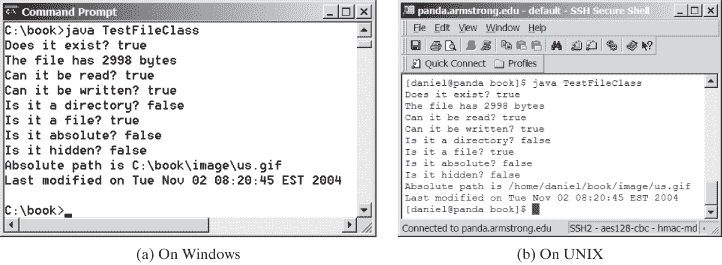 Command Prompt
C:\book>java TestFileClass
Does it exist? true
The file has 2998 bytes
Can it be read? true
Can it be written? true
Is it a directory? false
Is it a file? true
Is it absolute? false
Is it hidden? false
Absolute path is C:\book\image\us.gif
Last modified on Tue Nov 02 08:20:45 EST 2004
C:\book>
(a) On Windows
panda.armstrong.edu - default - SSH Secure Shell
File Edit View Window Help
Quick Connect Profiles
[daniel@panda book]$ java TestFileClass
Does it exist? true
The file has 2998 bytes
Can it be read? true
Can it be written? true
Is it a directory? false
Is it a file? true
Is it absolute? false
Is it hidden? false
Absolute path is /home/daniel/book/image/us.gif
Last modified on Tue Nov 02 08:20:45 EST 2004
[daniel@panda book]$
Connected to panda.armstrong.edu SSH2 - aes128-cbc - hmac-md
(b) On UNIX